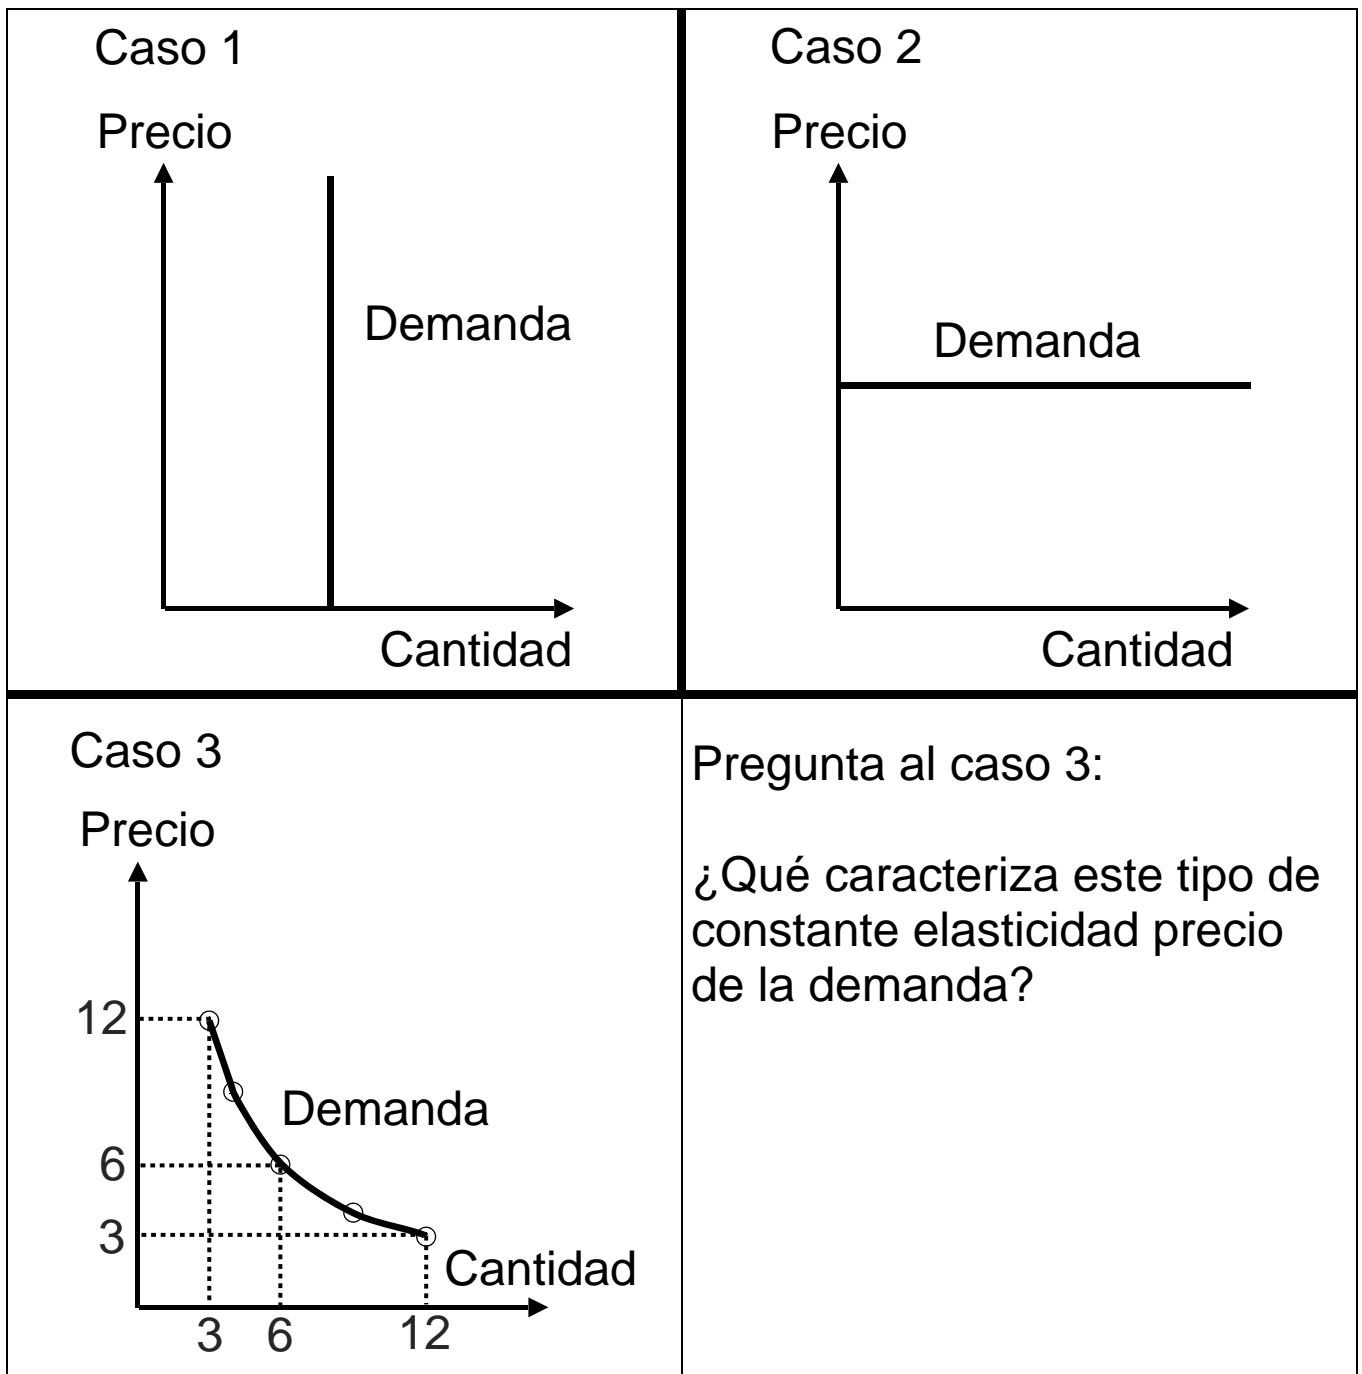 Caso 1
Precio
Demanda
Cantidad
Caso 2
Precio
Demanda
Cantidad
Caso 3
Precio
12
6
3
Demanda
Cantidad
3 6 12
Pregunta al caso 3:
¿Qué caracteriza este tipo de
constante elasticidad precio
de la demanda?